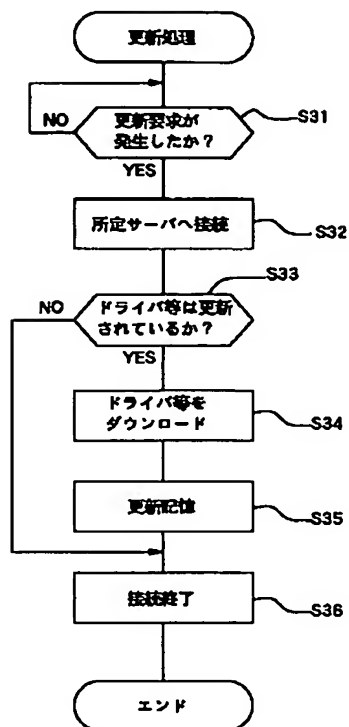 更新処理
NO
更新要求が
発生したか？
S31
YES
所定サーバへ接続
S32
S33
NO
ドライバ等は更新
されているか？
YES
ドライバ等を
ダウンロード
S34
更新記憶
S35
接続終了
S36
エンド